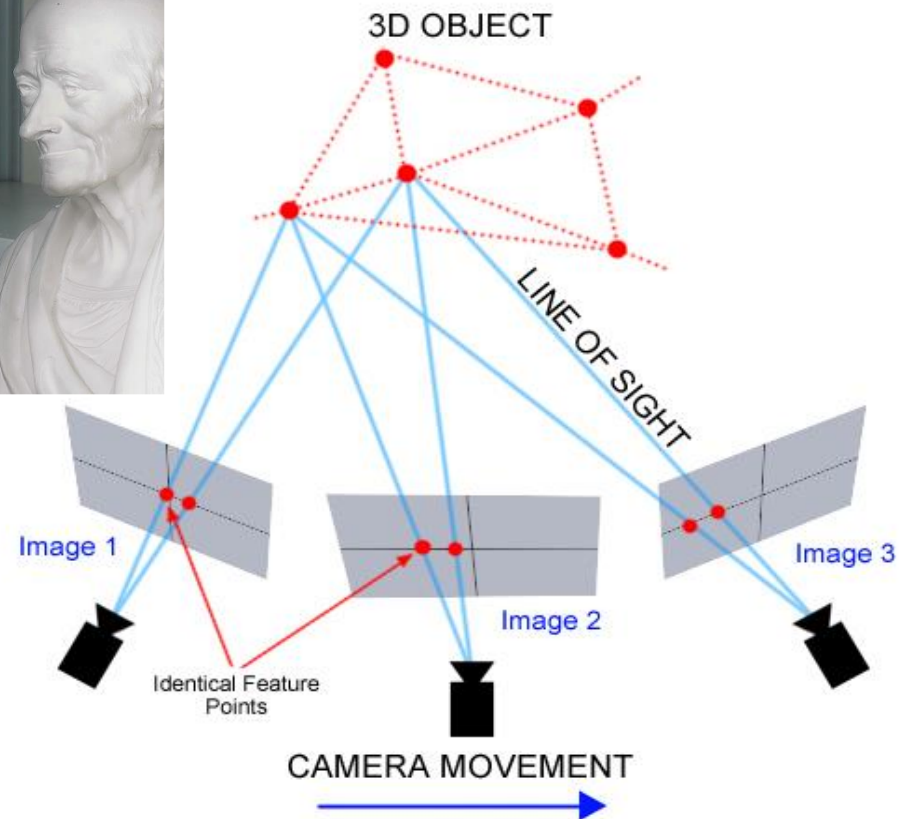 3D OBJECT
LINE OF SIGHT
Image 1
Image 2
Image 3
Identical Feature
Points
CAMERA MOVEMENT